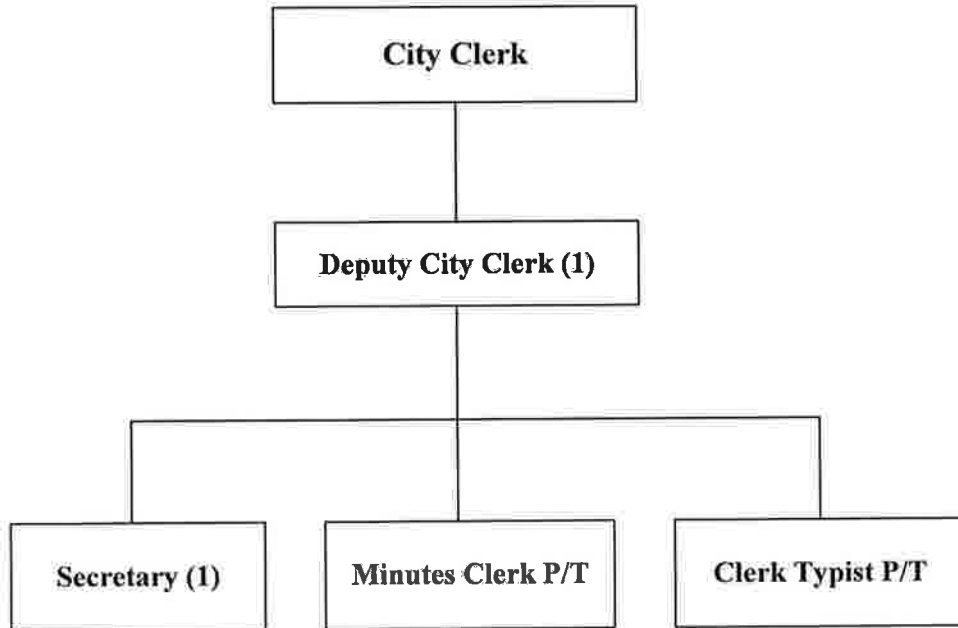 City Clerk
Deputy City Clerk (1)
Secretary (1)
Minutes Clerk P/T
Clerk Typist P/T